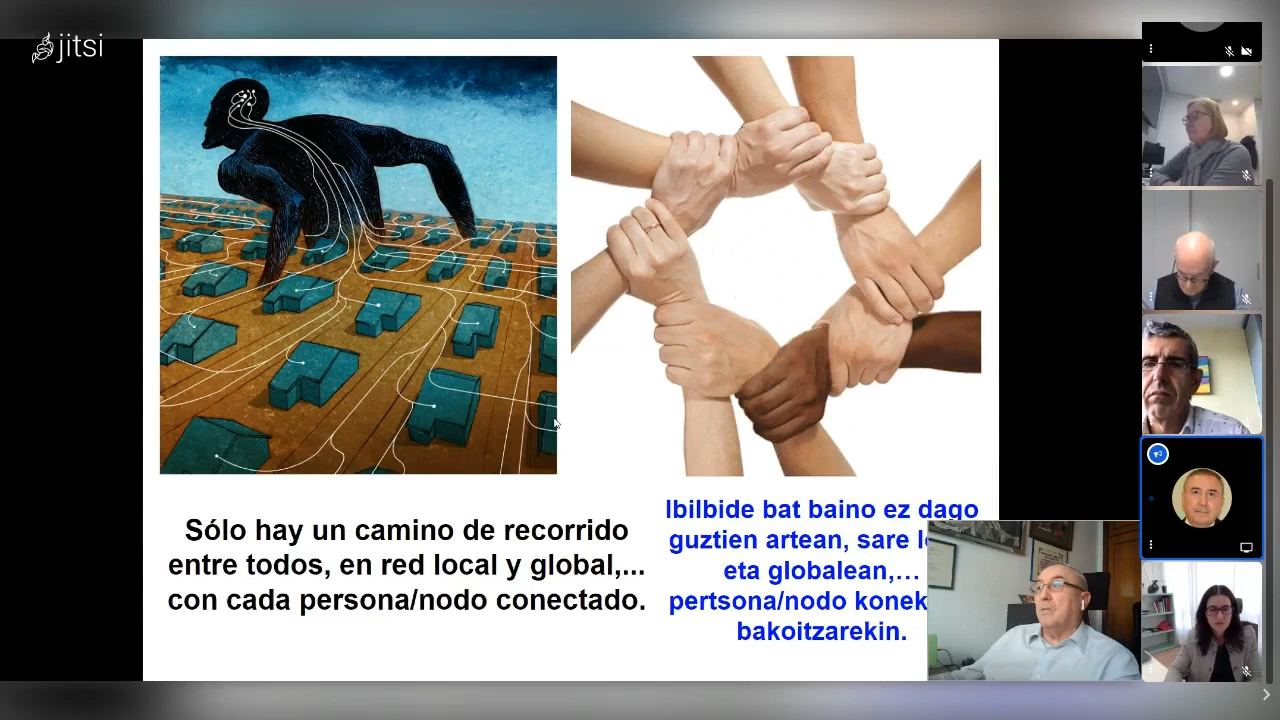 jitsi
Sólo hay un camino de recorrido
entre todos, en red local y global,...
con cada persona/nodo conectado.
Ibilbide bat baino ez dago
guztien artean, sare
eta globalean,...
pertsona/nodo
bakoitzarekin.